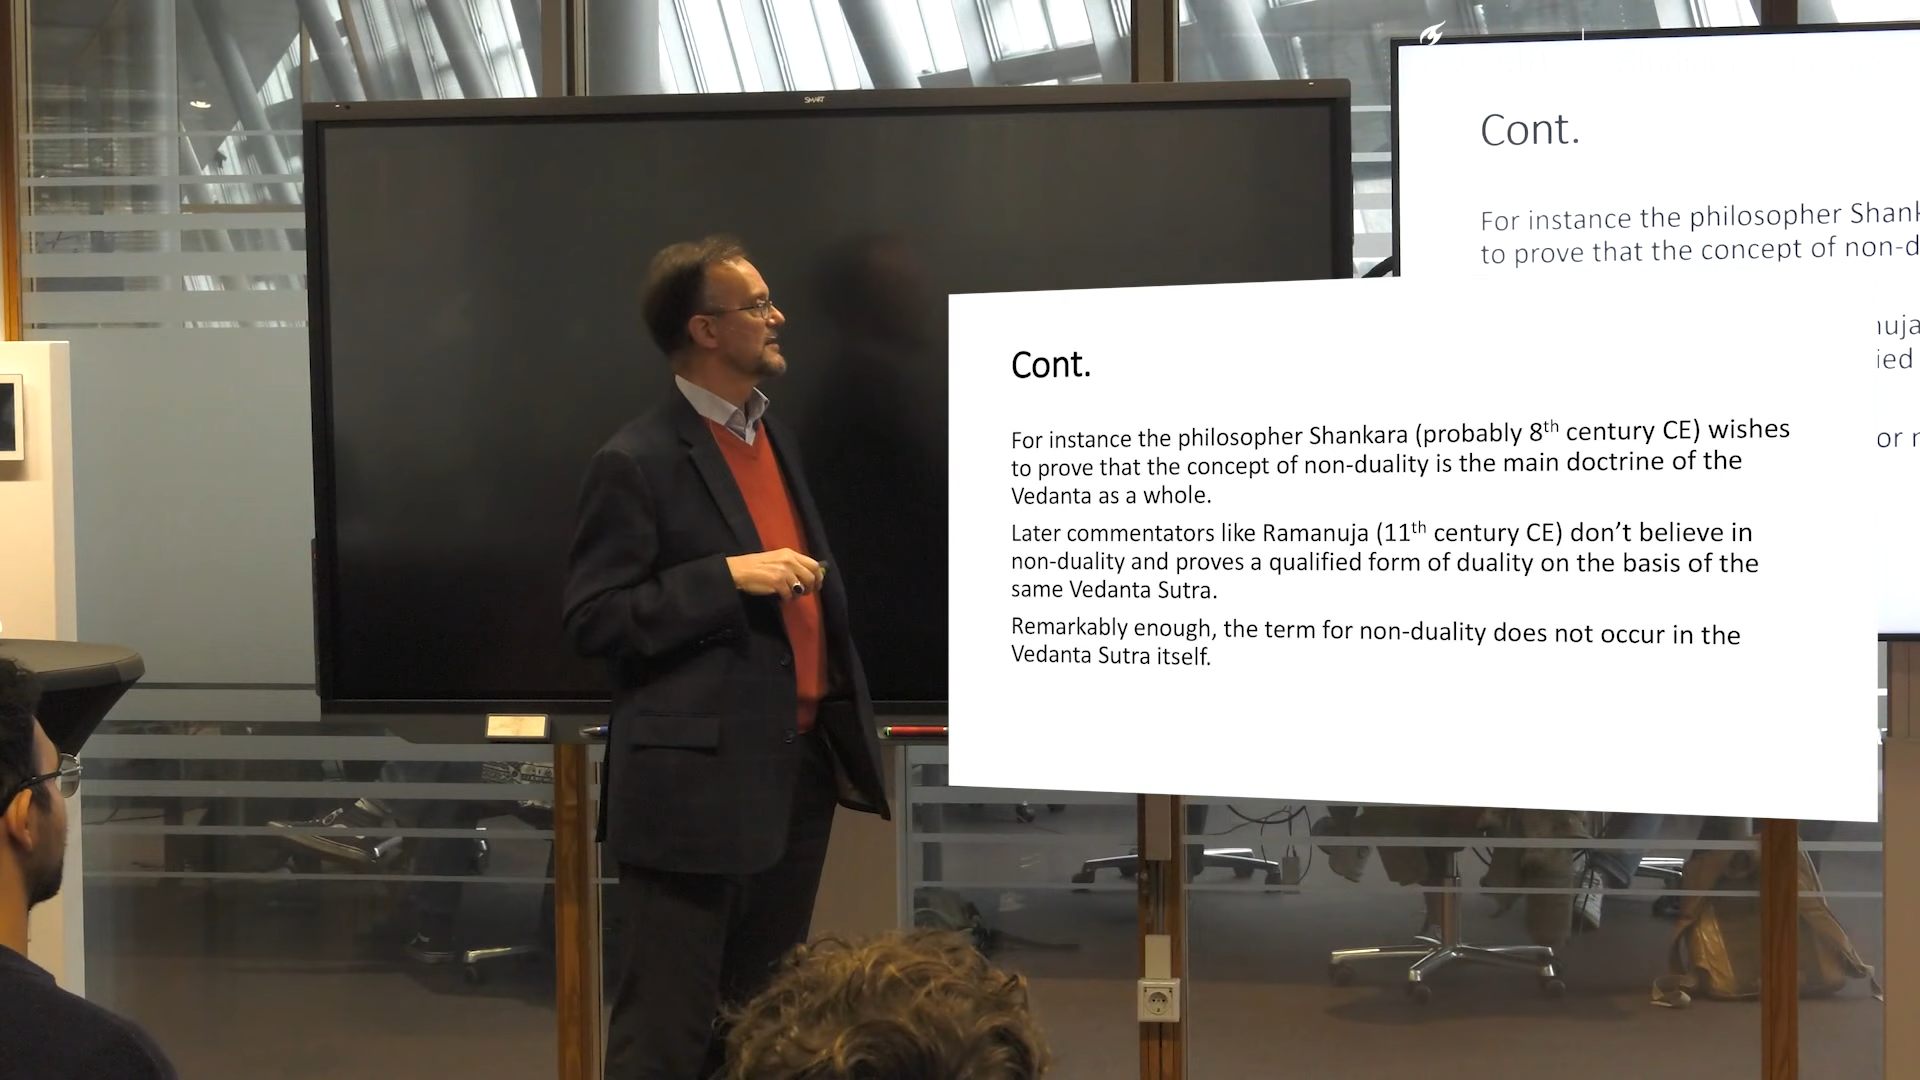 SMART
Cont.
For instance the philosopher
to prove that the concept of
Cont.
For instance the philosopher Shankara (probably 8th century CE) wishes
to prove that the concept of non-duality is the main doctrine of the
Vedanta as a whole.
Later commentators like Ramanuja (11th century CE) don’t believe in
non-duality and proves a qualified form of duality on the basis of the
same Vedanta Sutra.
Remarkably enough, the term for non-duality does not occur in the
Vedanta Sutra itself.